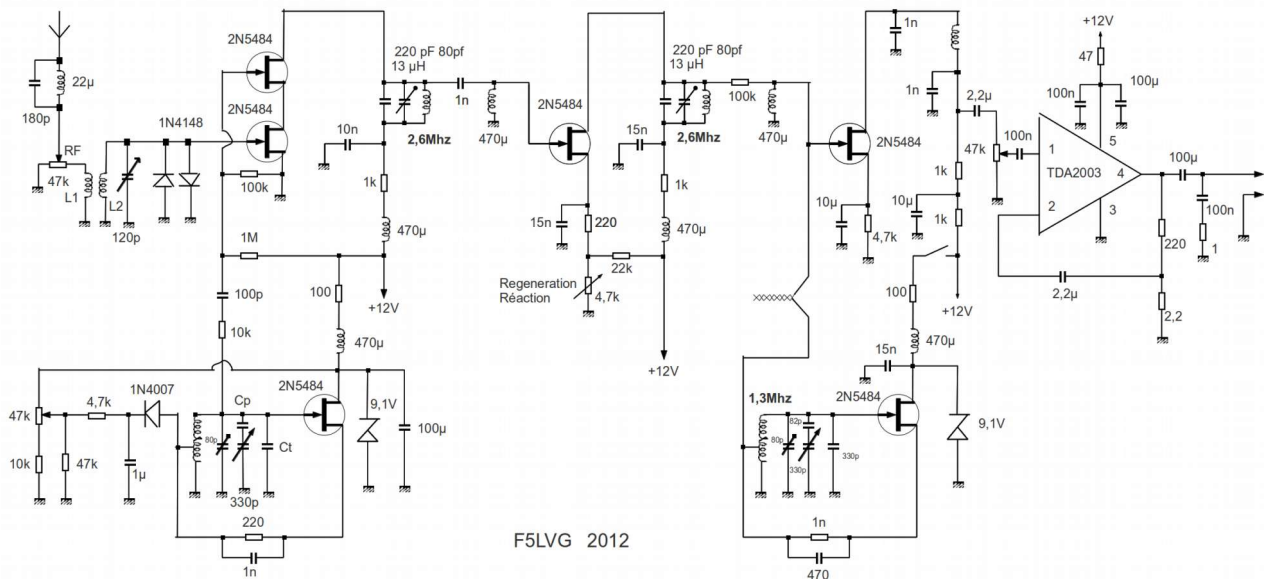 2N5484
22µ
180p
RF
47k
L1
L2
120p
1N4148
2N5484
100k
1M
100p
10k
220 pF 80pf
13 µH
2,6Mhz
10n
1k
470µ
+12V
1n
470µ
100
470µ
47k
10k
4,7k
47k
1N4007
1µ
80p
Cp
330p
Ct
2N5484
9,1V
100µ
220
1n
2N5484
220 pF 80pf
13 µH
2,6Mhz
15n
1k
470µ
15n
220
22k
Regeneration
Réaction
4,7k
+12V
100k
470µ
2N5484
10µ
4,7k
1n
1n
2,2µ
1k
10µ
1k
+12V
100
470µ
15n
2N5484
9,1V
1,3Mhz
80p
82p
330p
330p
1n
470
47k
100n
+12V
47
100n
100µ
1
2
5
4
3
TDA2003
100µ
100n
1
220
2,2µ
2,2
F5LVG 2012